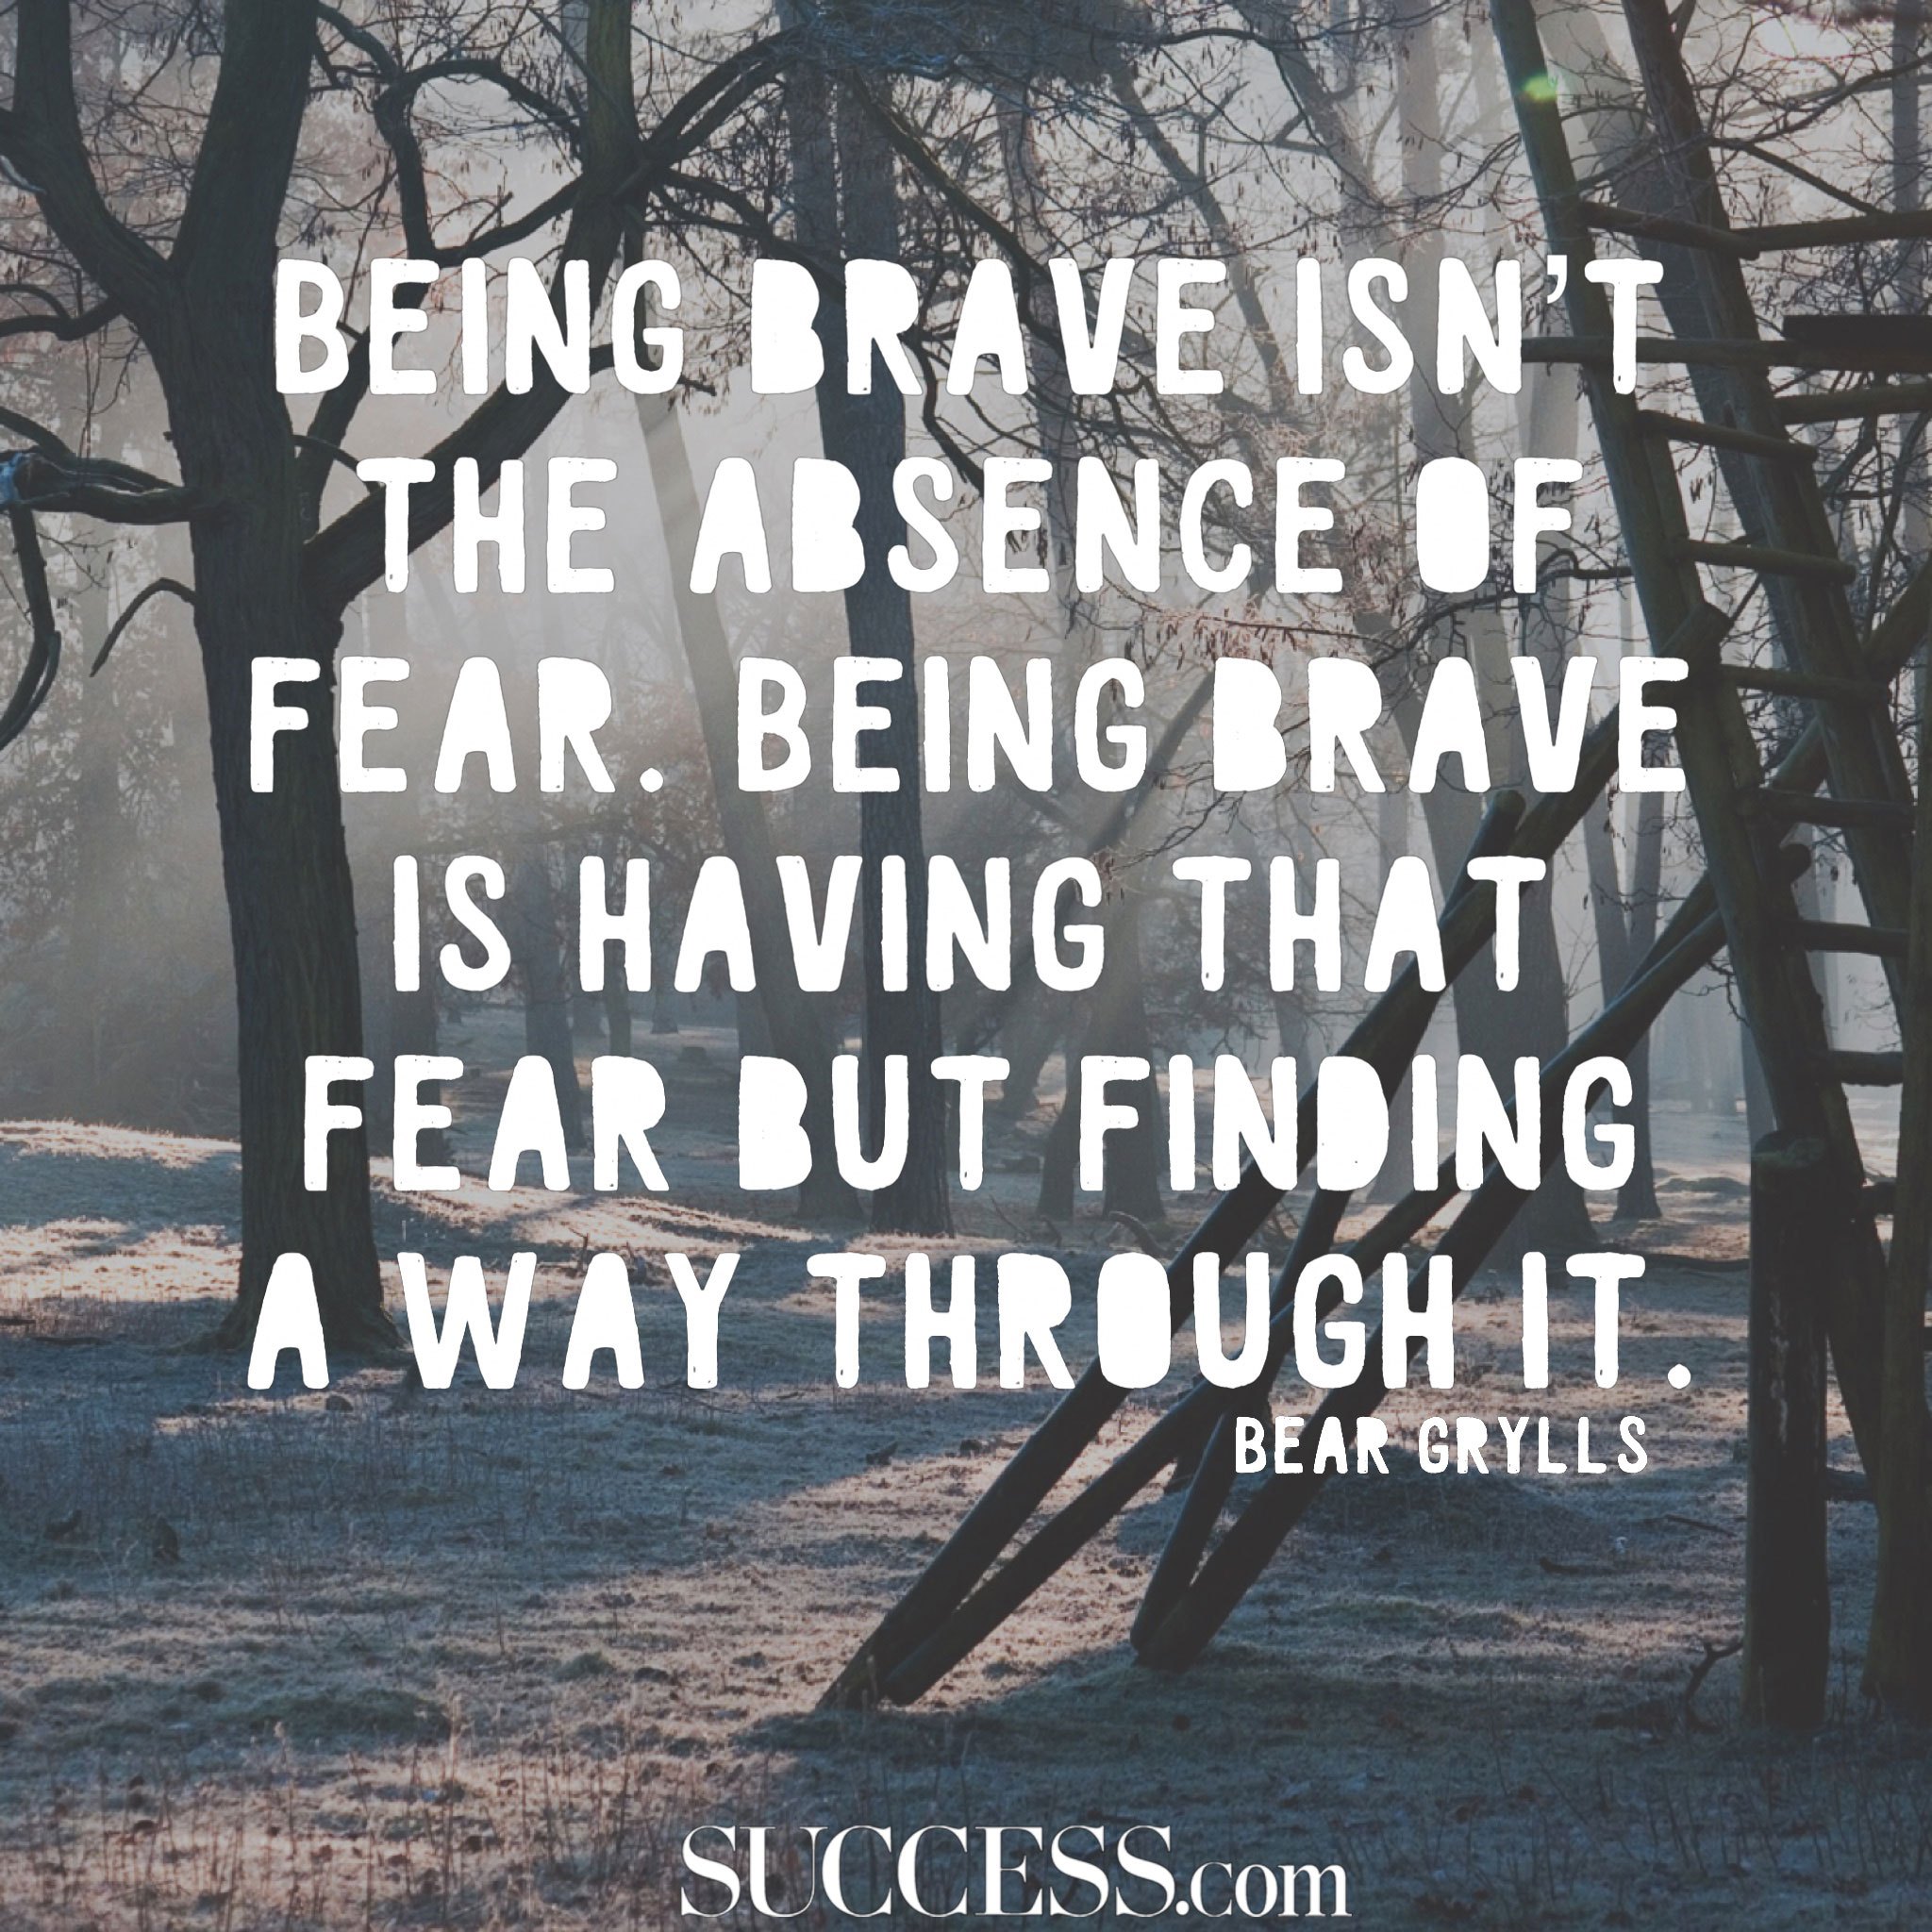 BEING BRAVE ISN'T
THE ABSENCE OF
FEAR. BEING BRAVE
IS HAVING THAT
FEAR BUT FINDING
A WAY THROUGH IT.
BEAR GRYLLS
SUCCESS.com